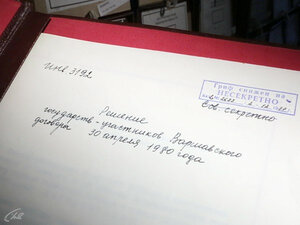 инв 3192
Гриф снижен на
НЕСЕКРЕТНО
Сов. секретно
Решение
государств-участников Варшавского
договора 30 апреля 1980 года